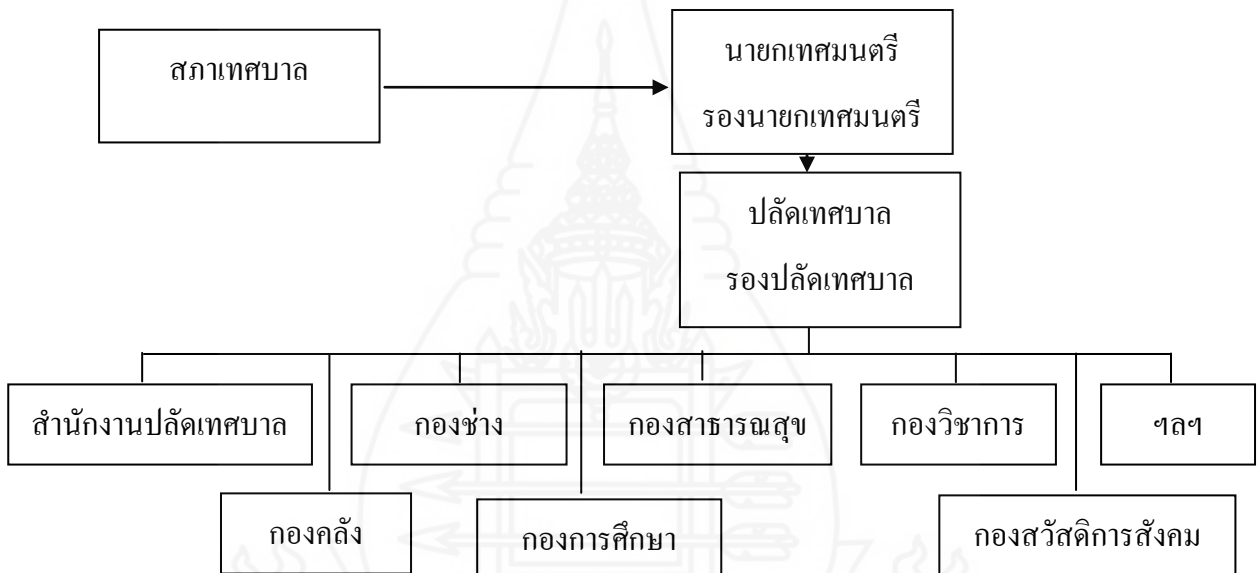 สภาเทศบาล
นายกเทศมนตรี
รองนายกเทศมนตรี
ปลัดเทศบาล
รองปลัดเทศบาล
สำนักงานปลัดเทศบาล
กองช่าง
กองสาธารณสุข
กองวิชาการ
ฯลฯ
กองคลัง
กองการศึกษา
กองสวัสดิการสังคม